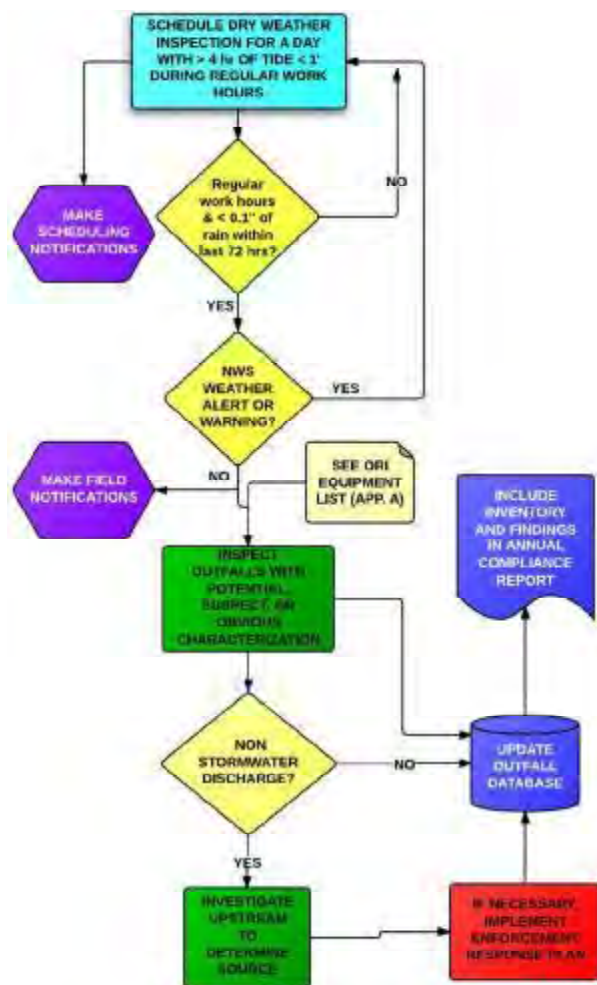 SCHEDULE DRY WEATHER
INSPECTION FOR A DAY
WITH > 4 hr OF TIDE < 1'
DURING REGULAR WORK
HOURS
Regular
work hours
& < 0.1" of
rain within
last 72 hrs?
NO
MAKE
SCHEDULING
NOTIFICATIONS
YES
NWS
WEATHER
ALERT OR
WARNING?
YES
NO
MAKE FIELD
NOTIFICATIONS
SEE ORI
EQUIPMENT
LIST (APP. A)
INCLUDE
INVENTORY
AND FINDINGS
IN ANNUAL
COMPLIANCE
REPORT
INSPECT
OUTFALLS WITH
POTENTIAL,
SUSPECT, OR
OBVIOUS
CHARACTERIZATION
NON
STORMWATER
DISCHARGE?
NO
UPDATE
OUTFALL
DATABASE
YES
INVESTIGATE
UPSTREAM TO
DETERMINE
SOURCE
IF NECESSARY,
IMPLEMENT
ENFORCEMENT
RESPONSE PLAN